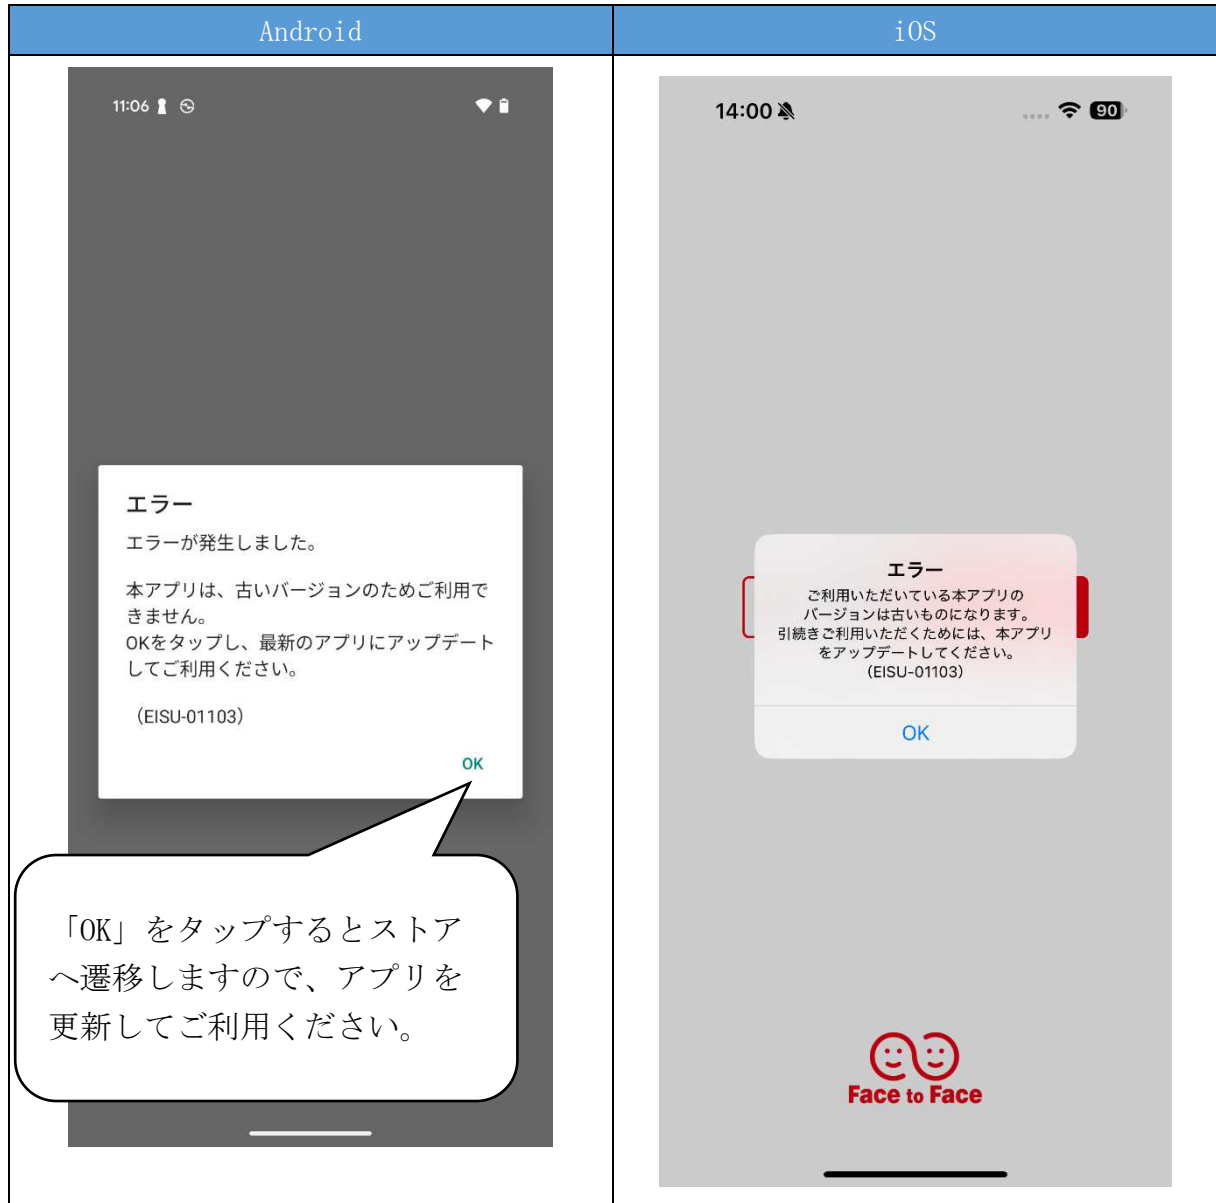 Android
iOS
11:06
エラー
エラーが発生しました。
本アプリは、古いバージョンのためご利用で
きません。
OKをタップし、最新のアプリにアップデート
してご利用ください。
（EISU-01103）
OK
「OK」をタップするとストア
へ遷移しますので、アプリを
更新してご利用ください。
14:00
90
エラー
ご利用いただいている本アプリの
バージョンは古いものになります。
引続きご利用いただくためには、本アプリ
をアップデートしてください。
（EISU-01103）
OK
Face to Face